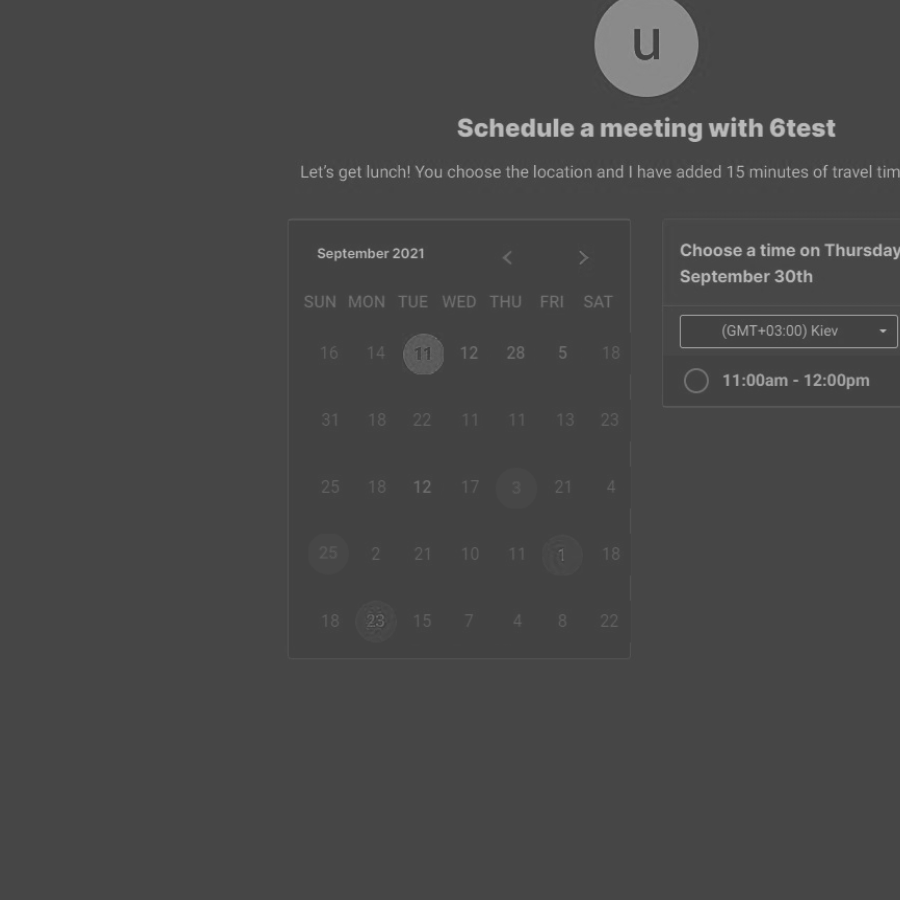 u
Schedule a meeting with 6test
Let's get lunch! You choose the location and I have added 15 minutes of travel tim
September 2021
SUN MON TUE WED THU FRI SAT
16 14 11 12 28 5 18
31 18 22 11 11 13 23
25 18 12 17 3 21 4
25 2 21 10 11 1 18
18 23 15 7 4 8 22
Choose a time on Thursday
September 30th
(GMT+03:00) Kiev
11:00am - 12:00pm